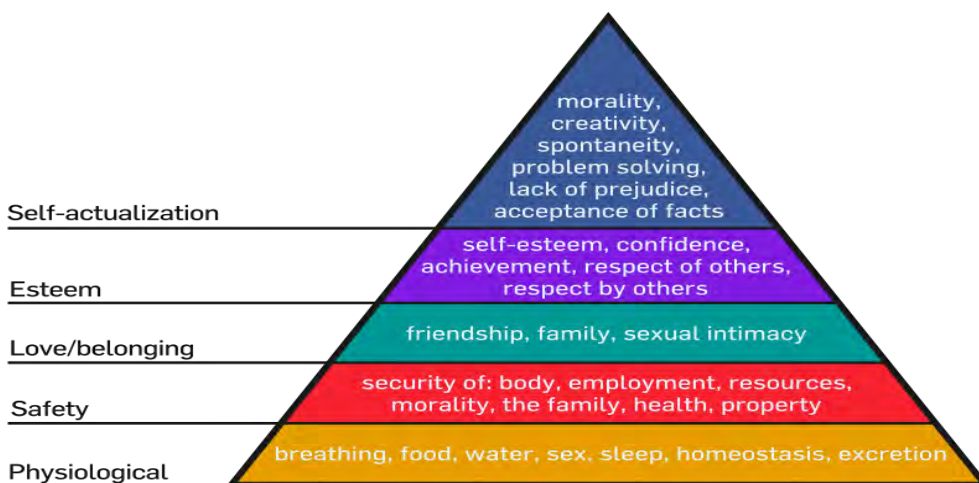 morality,
creativity,
spontaneity,
problem solving,
lack of prejudice,
acceptance of facts
Self-actualization
self-esteem, confidence,
achievement, respect of others,
respect by others
Esteem
friendship, family, sexual intimacy
Love/belonging
security of: body, employment, resources,
morality, the family, health, property
Safety
breathing, food, water, sex, sleep, homeostasis, excretion
Physiological